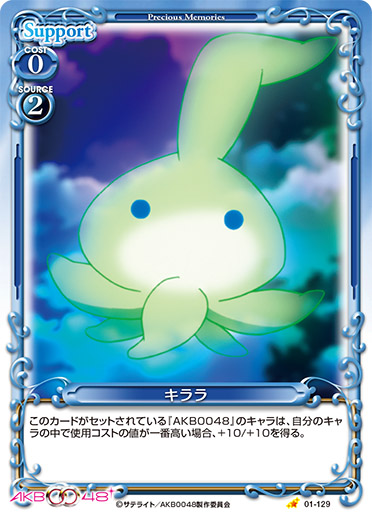 Precious Memories
Support
COST
0
SOURCE
2
キララ
このカードがセットされている『AKB0048』のキャラは、自分のキャ
ラの中で使用コストの値が一番高い場合、+10/+10を得る。
AKB0048
01-129
©サテライト/AKB0048製作委員会